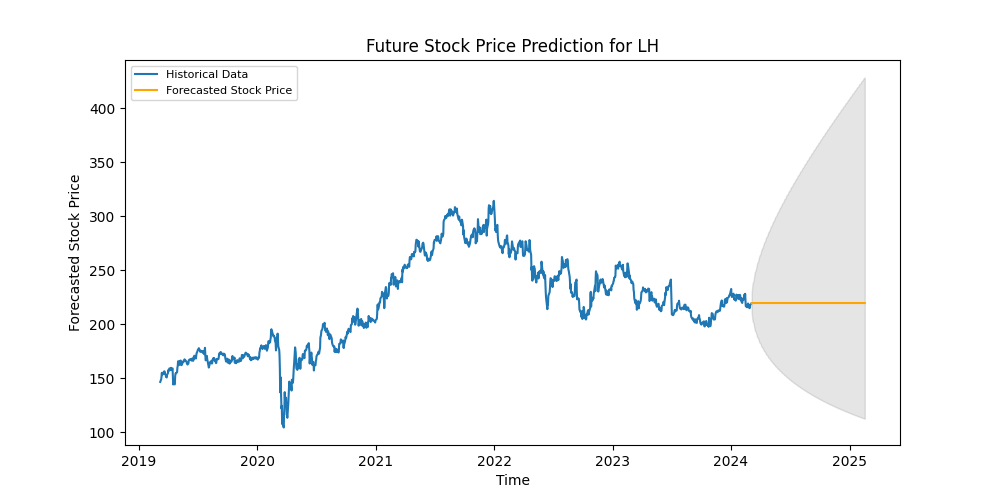 Future Stock Price Prediction for LH
Historical Data
Forecasted Stock Price
Forecasted Stock Price
400
350
300
250
200
150
100
2019
2020
2021
2022
2023
2024
2025
Time